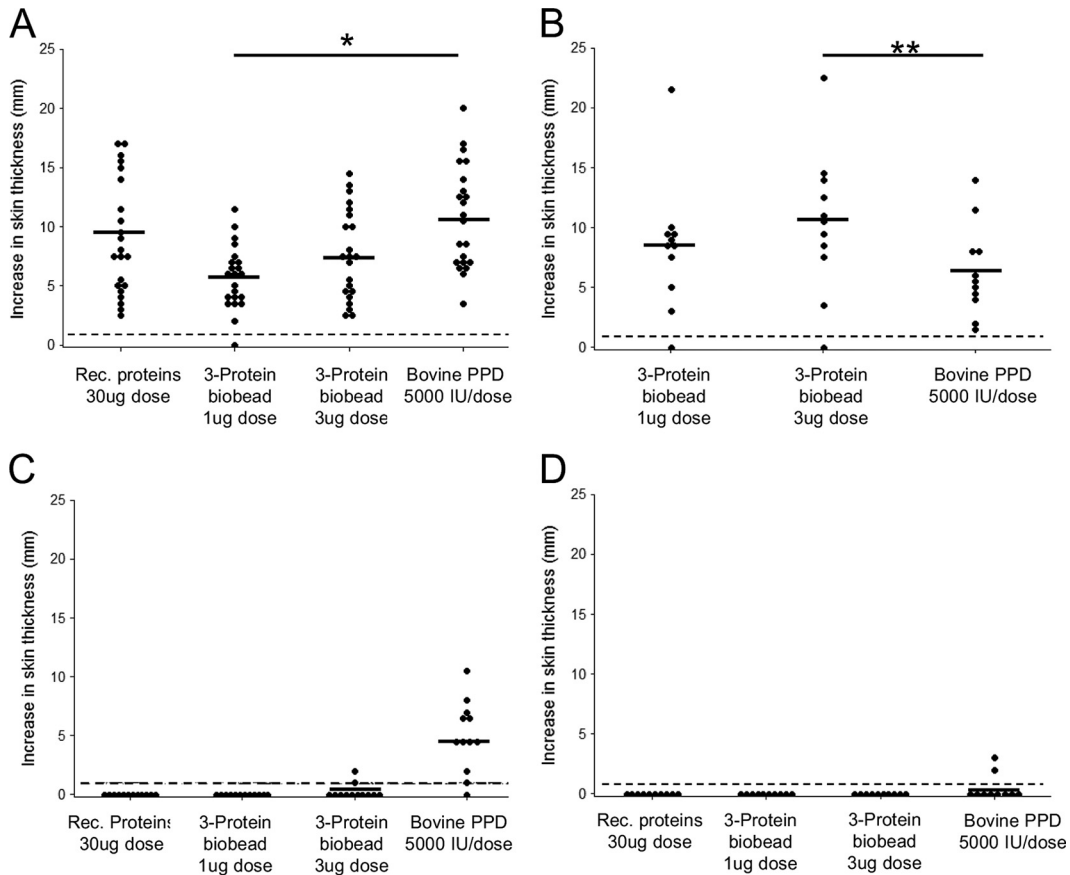 A
*
25
20
15
10
5
0
Increase in skin thickness (mm)
Rec. proteins
30ug dose
3-Protein
biobead
1ug dose
3-Protein
biobead
3ug dose
Bovine PPD
5000 IU/dose
B
**
25
20
15
10
5
0
Increase in skin thickness (mm)
3-Protein
biobead
1ug dose
3-Protein
biobead
3ug dose
Bovine PPD
5000 IU/dose
C
25
20
15
10
5
0
Increase in skin thickness (mm)
Rec. Proteins
30ug dose
3-Protein
biobead
1ug dose
3-Protein
biobead
3ug dose
Bovine PPD
5000 IU/dose
D
25
20
15
10
5
0
Increase in skin thickness (mm)
Rec. proteins
30ug dose
3-Protein
biobead
1ug dose
3-Protein
biobead
3ug dose
Bovine PPD
5000 IU/dose